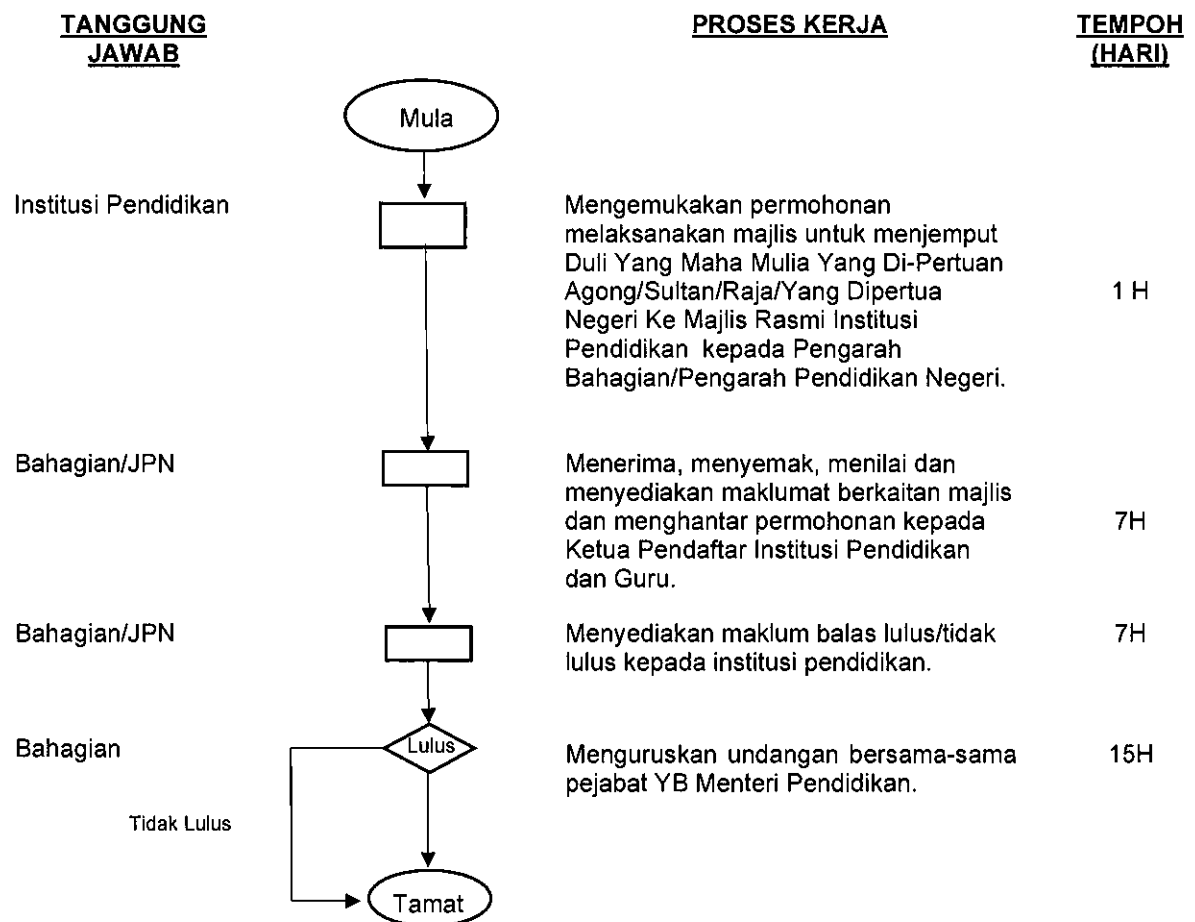 TANGGUNG
JAWAB
PROSES KERJA
TEMPOH
(HARI)
Mula
Institusi Pendidikan
Mengemukakan permohonan
melaksanakan majlis untuk menjemput
Duli Yang Maha Mulia Yang Di-Pertuan
Agong/Sultan/Raja/Yang Dipertua
Negeri Ke Majlis Rasmi Institusi
Pendidikan kepada Pengarah
Bahagian/Pengarah Pendidikan Negeri.
1 H
Bahagian/JPN
Menerima, menyemak, menilai dan
menyediakan maklumat berkaitan majlis
dan menghantar permohonan kepada
Ketua Pendaftar Institusi Pendidikan
dan Guru.
7H
Bahagian/JPN
Menyediakan maklum balas lulus/tidak
lulus kepada institusi pendidikan.
7H
Bahagian
Lulus
Menguruskan undangan bersama-sama
pejabat YB Menteri Pendidikan.
15H
Tidak Lulus
Tamat